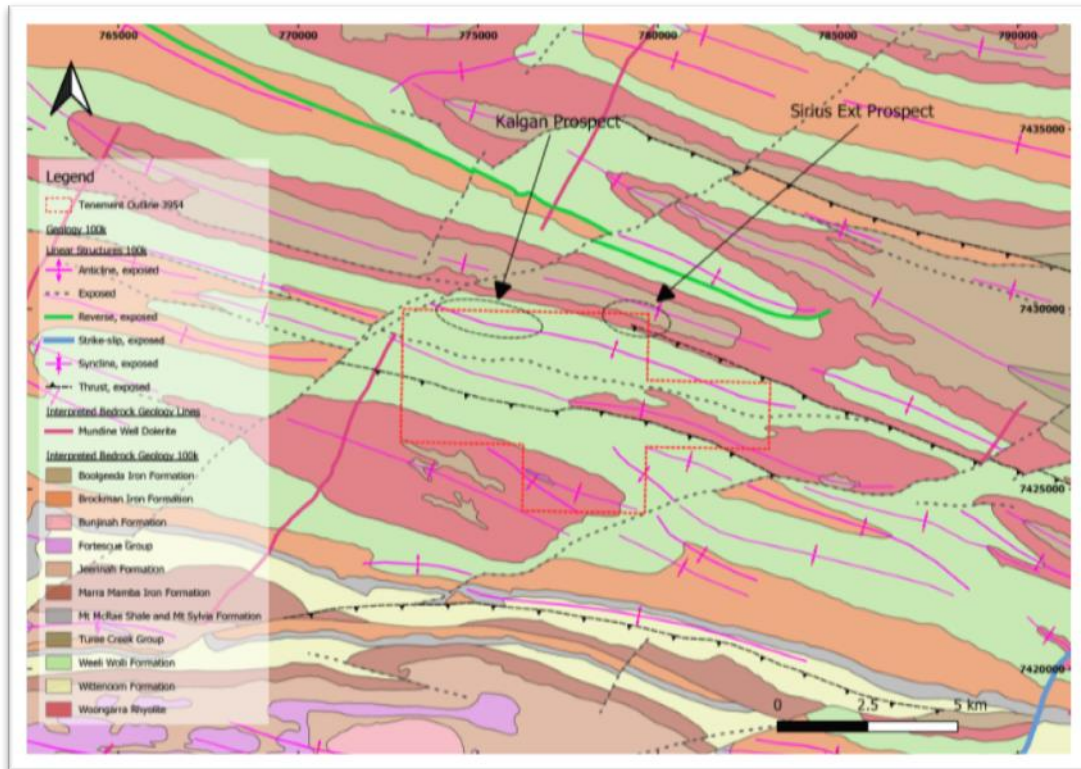 765000
770000
775000
780000
785000
790000
Kalgan Prospect
Sirius Ext Prospect
7435000
7430000
7425000
7420000
Legend
Tenement Outline 3954
Geology 100k
Linear Structures 100k
Anticline, exposed
Exposed
Reverse, exposed
Strike-slip, exposed
Syncline, exposed
Thrust, exposed
Interpreted Bedrock Geology Lines
Mundine Well Dolerite
Interpreted Bedrock Geology 100k
Boolgeeda Iron Formation
Brockman Iron Formation
Bunjinah Formation
Fortescue Group
Jeerinah Formation
Marra Mamba Iron Formation
Mt McRae Shale and Mt Sylvia Formation
Turee Creek Group
Weeli Wolli Formation
Wittenoom Formation
Woongarra Rhyolite
0 2.5 5 km